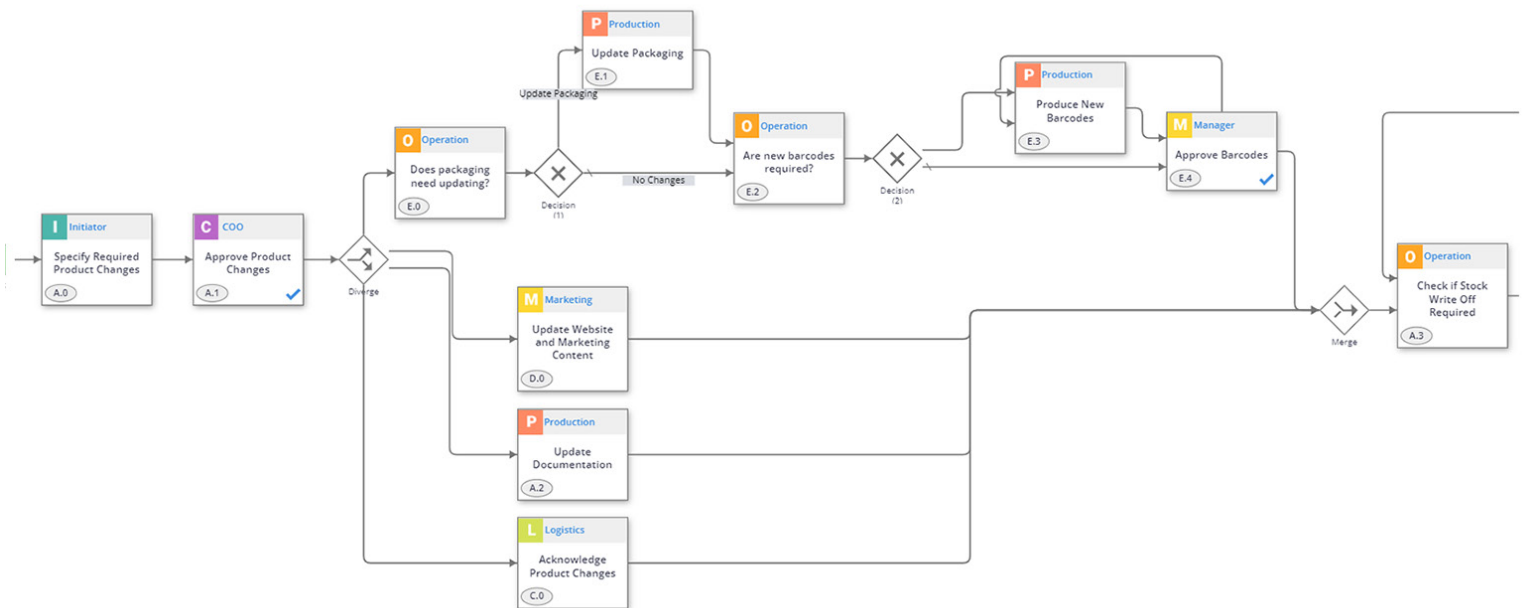 P Production
Update Packaging
E.1
Update Packaging
O Operation
Does packaging
need updating?
E.0
Decision
(1)
No Changes
O Operation
Are new barcodes
required?
E.2
Decision
(2)
P Production
Produce New
Barcodes
E.3
M Manager
Approve Barcodes
E.4
I Initiator
Specify Required
Product Changes
A.0
C COO
Approve Product
Changes
A.1
Diverge
M Marketing
Update Website
and Marketing
Content
D.0
P Production
Update
Documentation
A.2
L Logistics
Acknowledge
Product Changes
C.0
Merge
O Operation
Check if Stock
Write Off
Required
A.3